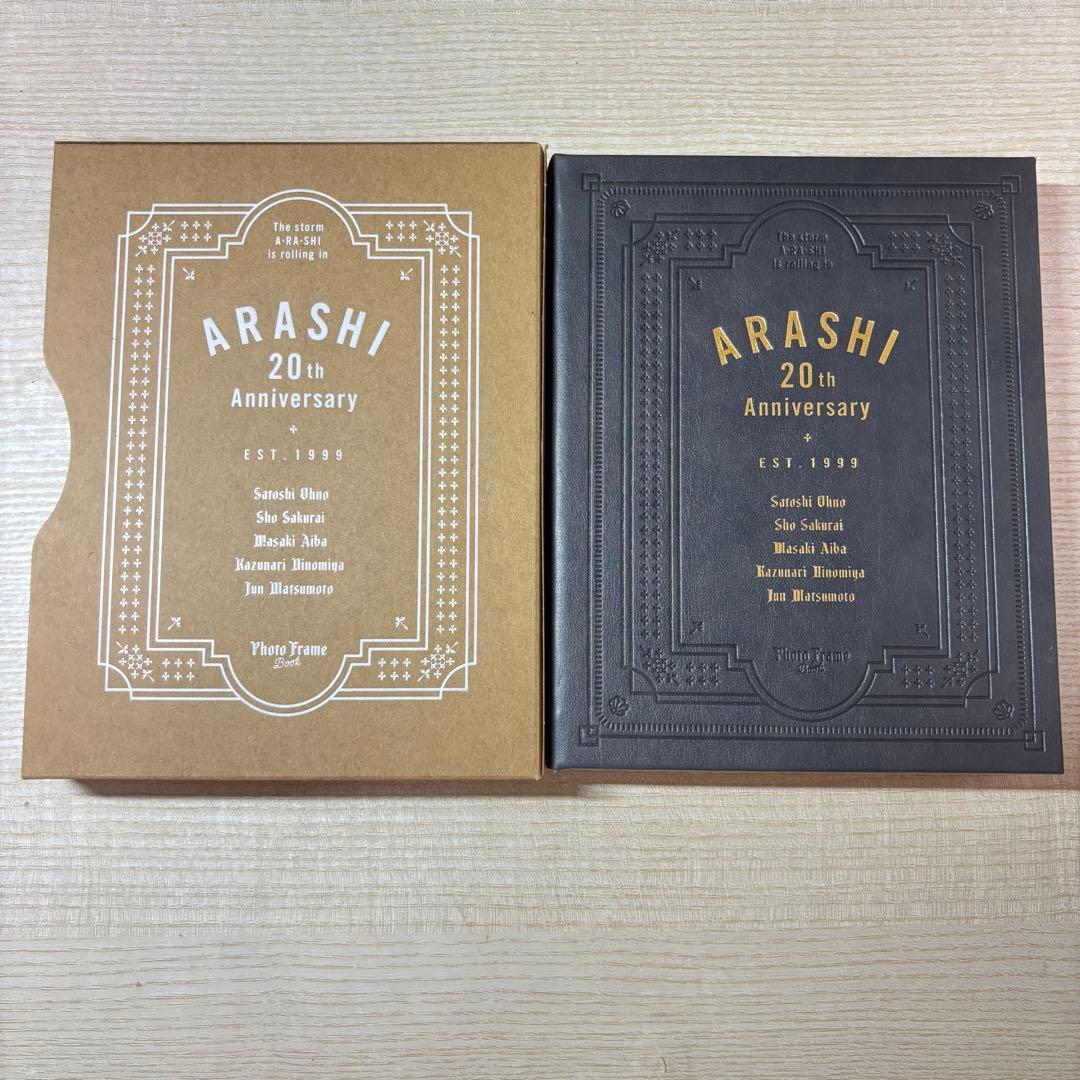 The storm
A·RA·SHI
is rolling in
ARASHI
20th
Anniversary
EST. 1999
Satoshi Ohno
Sho Sakurai
Masaki Aiba
Kazunari Ninomiya
Jun Matsumoto
Photo Frame
Book
The storm
A·RA·SHI
is rolling in
ARASHI
20th
Anniversary
EST. 1999
Satoshi Ohno
Sho Sakurai
Masaki Aiba
Kazunari Ninomiya
Jun Matsumoto
Photo Frame
Book